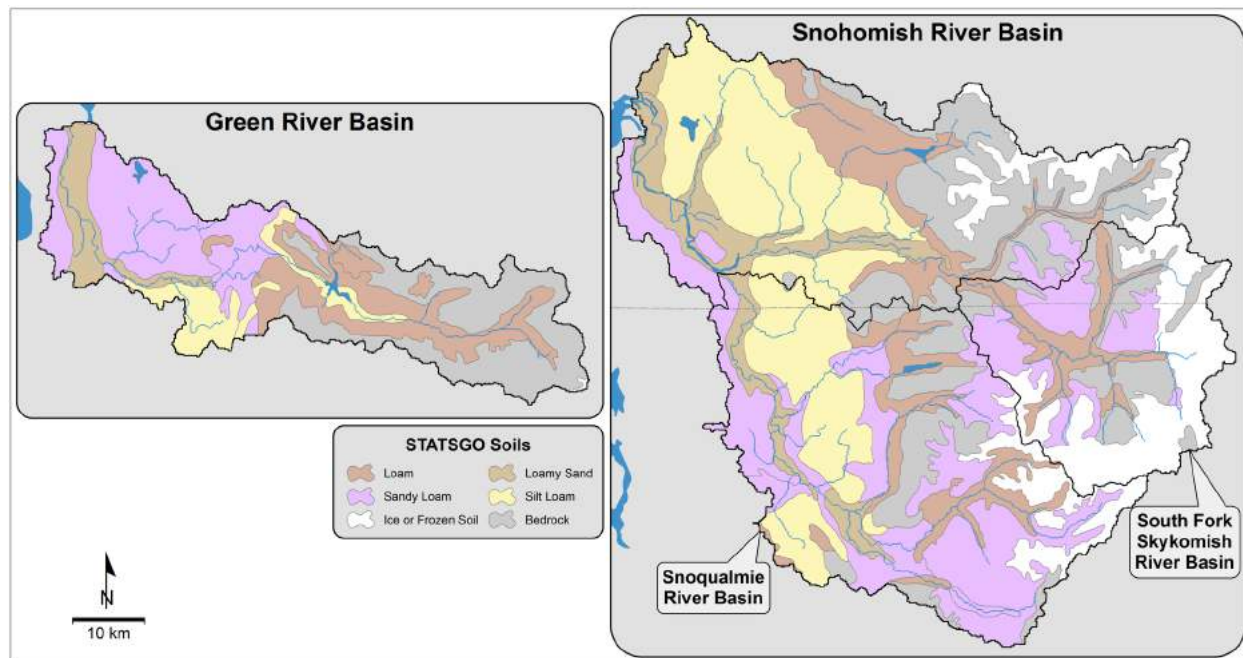 Snohomish River Basin
Green River Basin
STATSGO Soils
Loam
Loamy Sand
Sandy Loam
Silt Loam
Ice or Frozen Soil
Bedrock
N
10 km
Snoqualmie
River Basin
South Fork
Skykomish
River Basin